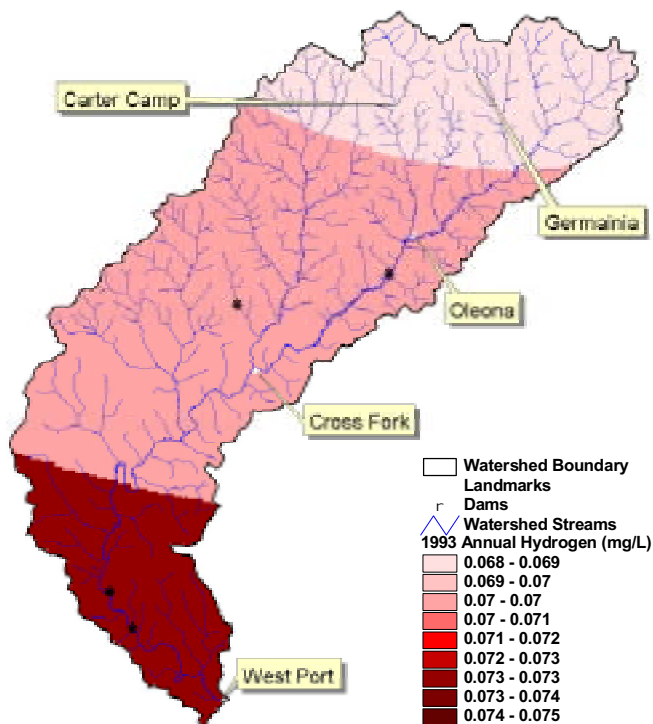 Carter Camp
Germainia
Oleona
Cross Fork
West Port
Watershed Boundary
Landmarks
r Dams
Watershed Streams
1993 Annual Hydrogen (mg/L)
0.068 - 0.069
0.069 - 0.07
0.07 - 0.07
0.07 - 0.071
0.071 - 0.072
0.072 - 0.073
0.073 - 0.073
0.073 - 0.074
0.074 - 0.075